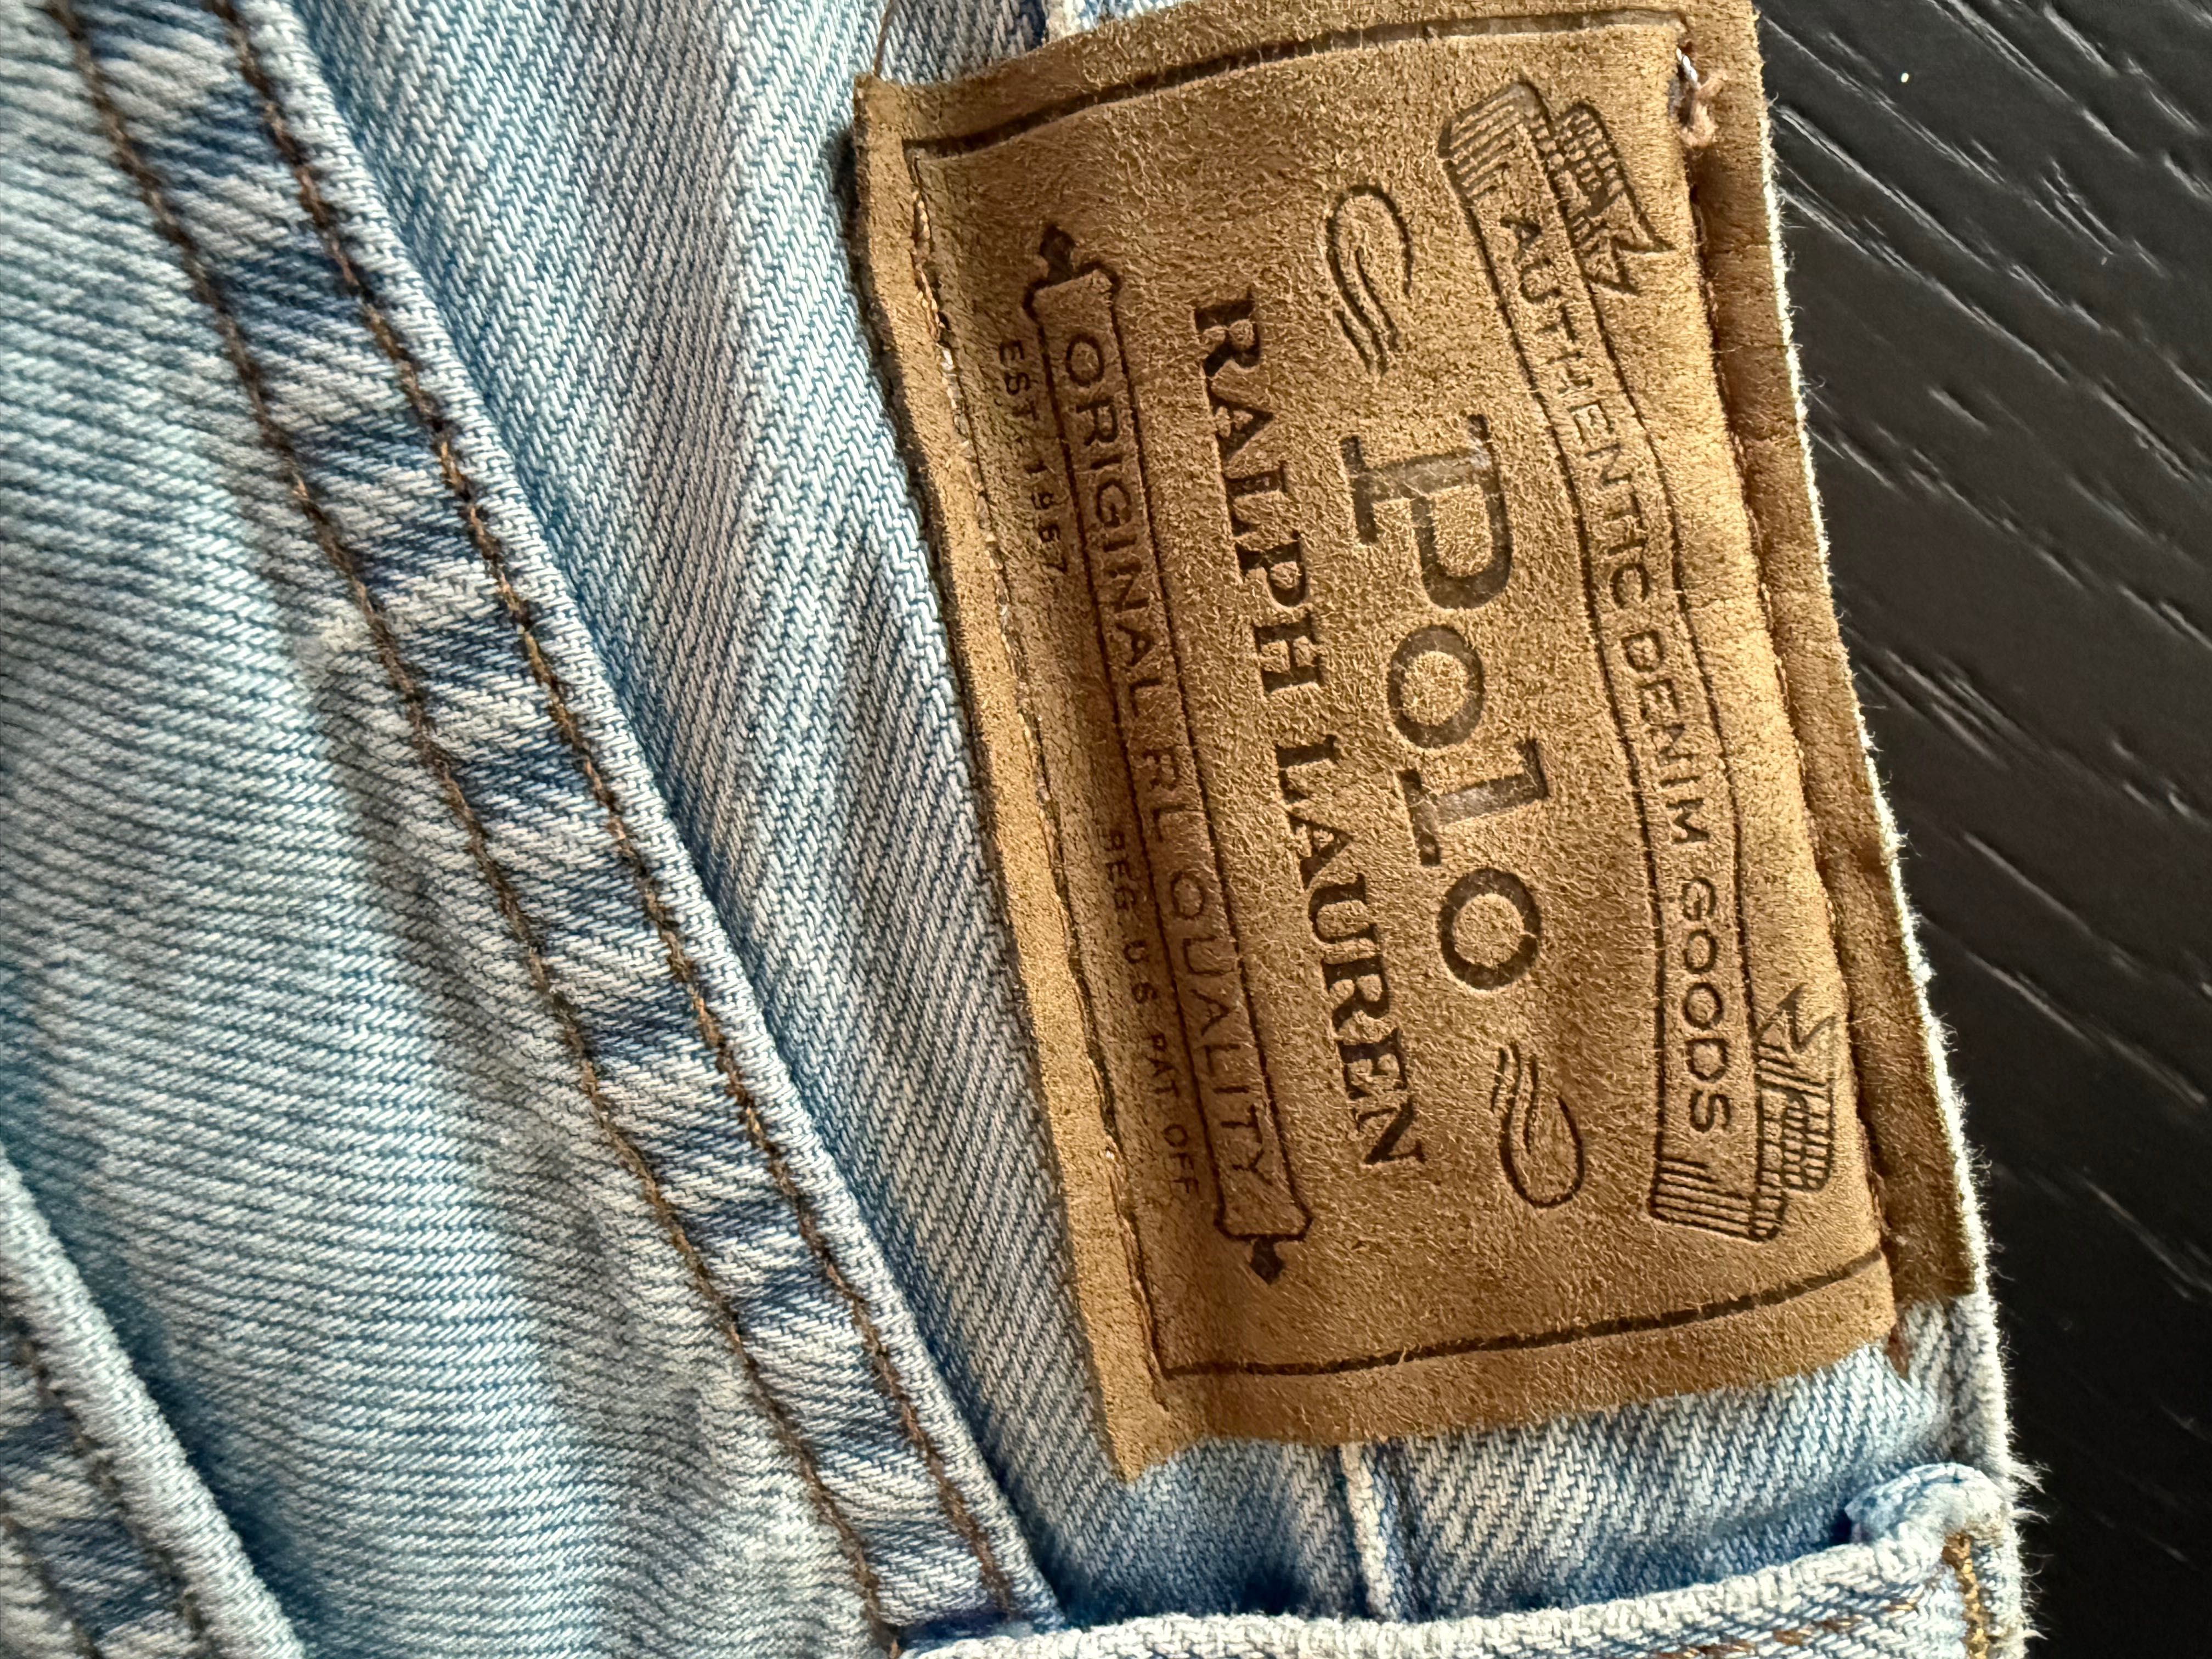 AUTHENTIC DENIM GOODS
Polo
RALPH LAUREN
ORIGINAL RL QUALITY
EST. 1967 REG. U.S. PAT. OFF.